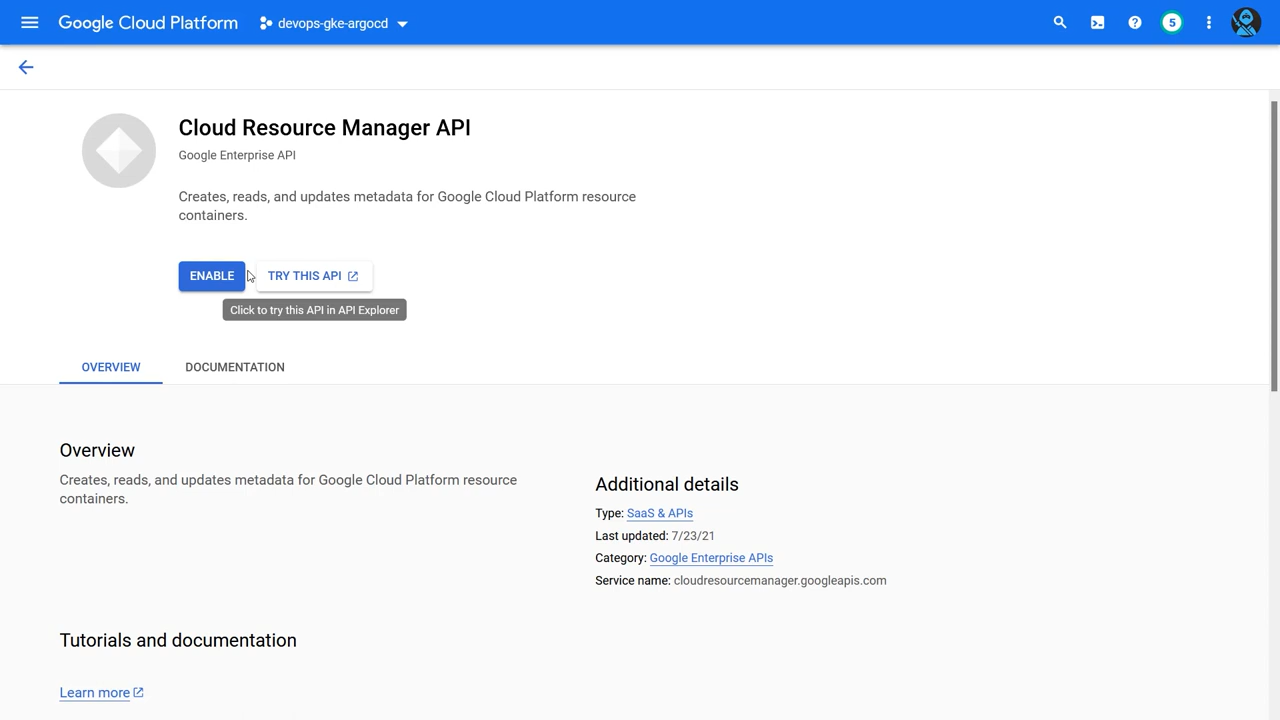 Google Cloud Platform
devops-gke-argocd
5
Cloud Resource Manager API
Google Enterprise API
Creates, reads, and updates metadata for Google Cloud Platform resource
containers.
ENABLE
TRY THIS API
Click to try this API in API Explorer
OVERVIEW
DOCUMENTATION
Overview
Creates, reads, and updates metadata for Google Cloud Platform resource
containers.
Additional details
Type: SaaS & APIs
Last updated: 7/23/21
Category: Google Enterprise APIs
Service name: cloudresourcemanager.googleapis.com
Tutorials and documentation
Learn more